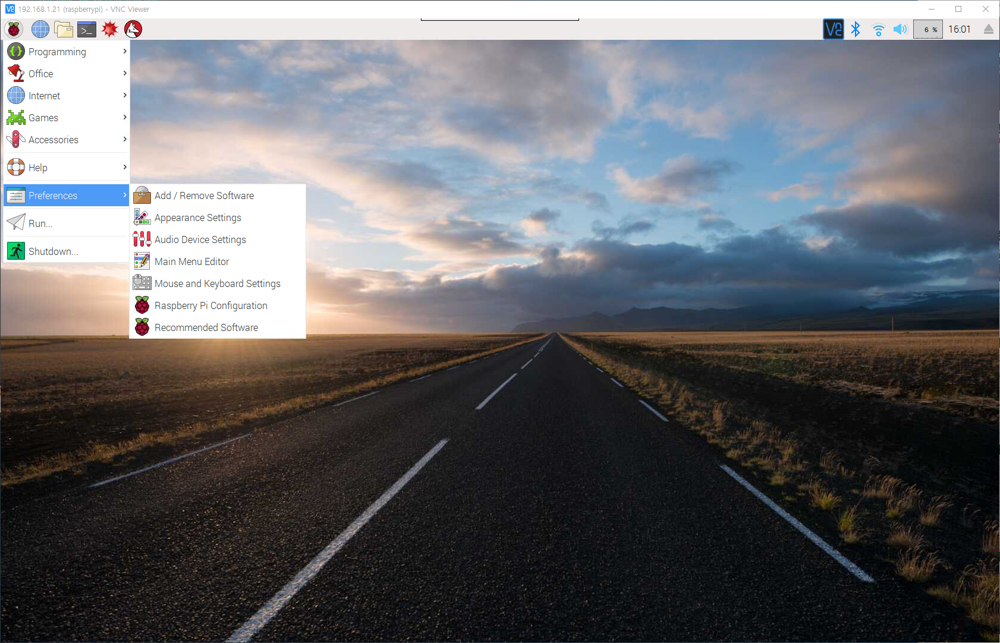 192.168.1.21 (raspberrypi) - VNC Viewer
6 %
16:01
Programming
Office
Internet
Games
Accessories
Help
Preferences
Run...
Shutdown...
Add / Remove Software
Appearance Settings
Audio Device Settings
Main Menu Editor
Mouse and Keyboard Settings
Raspberry Pi Configuration
Recommended Software